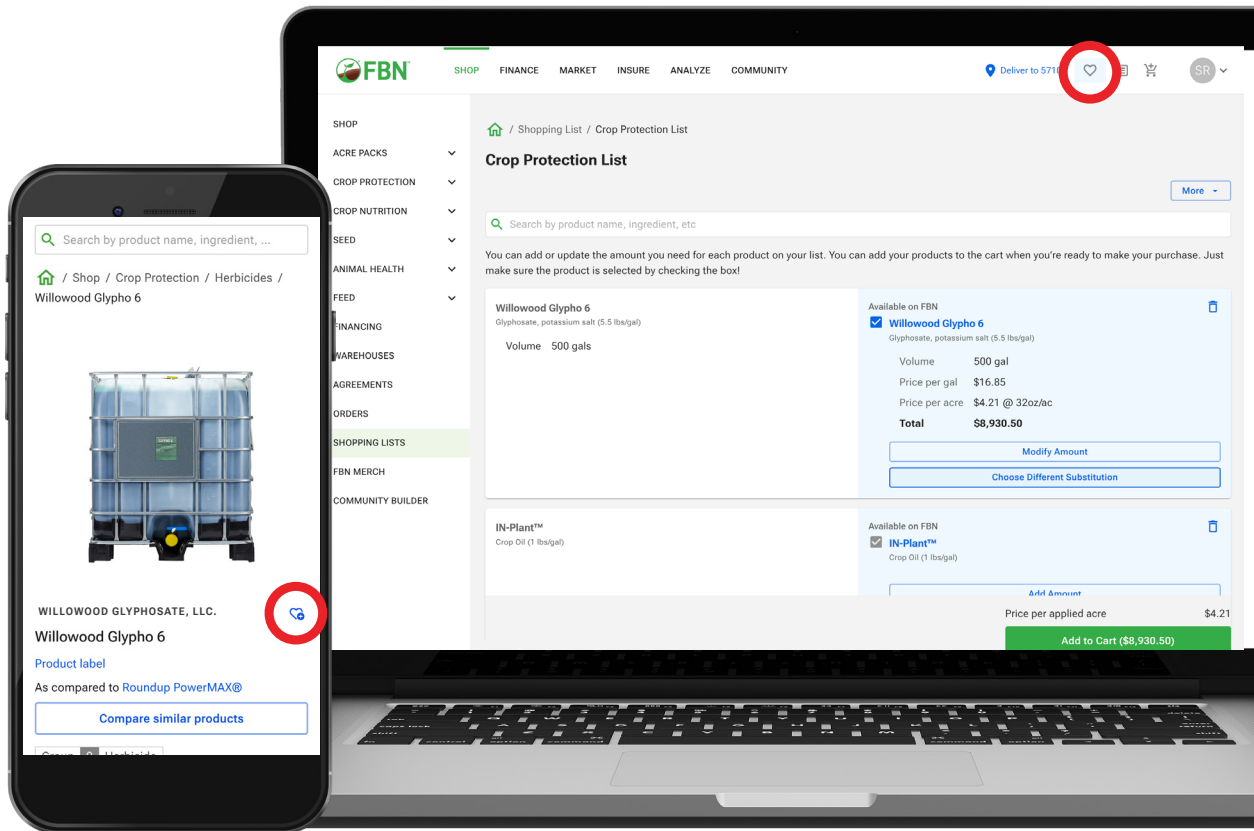 FBN
SHOP FINANCE MARKET INSURE ANALYZE COMMUNITY
Deliver to 5710
SR
SHOP
ACRE PACKS
CROP PROTECTION
CROP NUTRITION
SEED
ANIMAL HEALTH
FEED
FINANCING
WAREHOUSES
AGREEMENTS
ORDERS
SHOPPING LISTS
FBN MERCH
COMMUNITY BUILDER
/ Shopping List / Crop Protection List
Crop Protection List
More
Search by product name, ingredient, etc
You can add or update the amount you need for each product on your list. You can add your products to the cart when you're ready to make your purchase. Just
make sure the product is selected by checking the box!
Willowood Glypho 6
Glyphosate, potassium salt (5.5 lbs/gal)
Volume 500 gals
Available on FBN
Willowood Glypho 6
Glyphosate, potassium salt (5.5 lbs/gal)
Volume 500 gal
Price per gal $16.85
Price per acre $4.21 @ 32oz/ac
Total $8,930.50
Modify Amount
Choose Different Substitution
IN-Plant™
Crop Oil (1 lbs/gal)
Available on FBN
IN-Plant™
Crop Oil (1 lbs/gal)
Add Amount
Price per applied acre $4.21
Add to Cart ($8,930.50)
Search by product name, ingredient, ...
/ Shop / Crop Protection / Herbicides /
Willowood Glypho 6
WILLOWOOD GLYPHOSATE, LLC.
Willowood Glypho 6
Product label
As compared to Roundup PowerMAX®
Compare similar products
Group 9 Herbicide